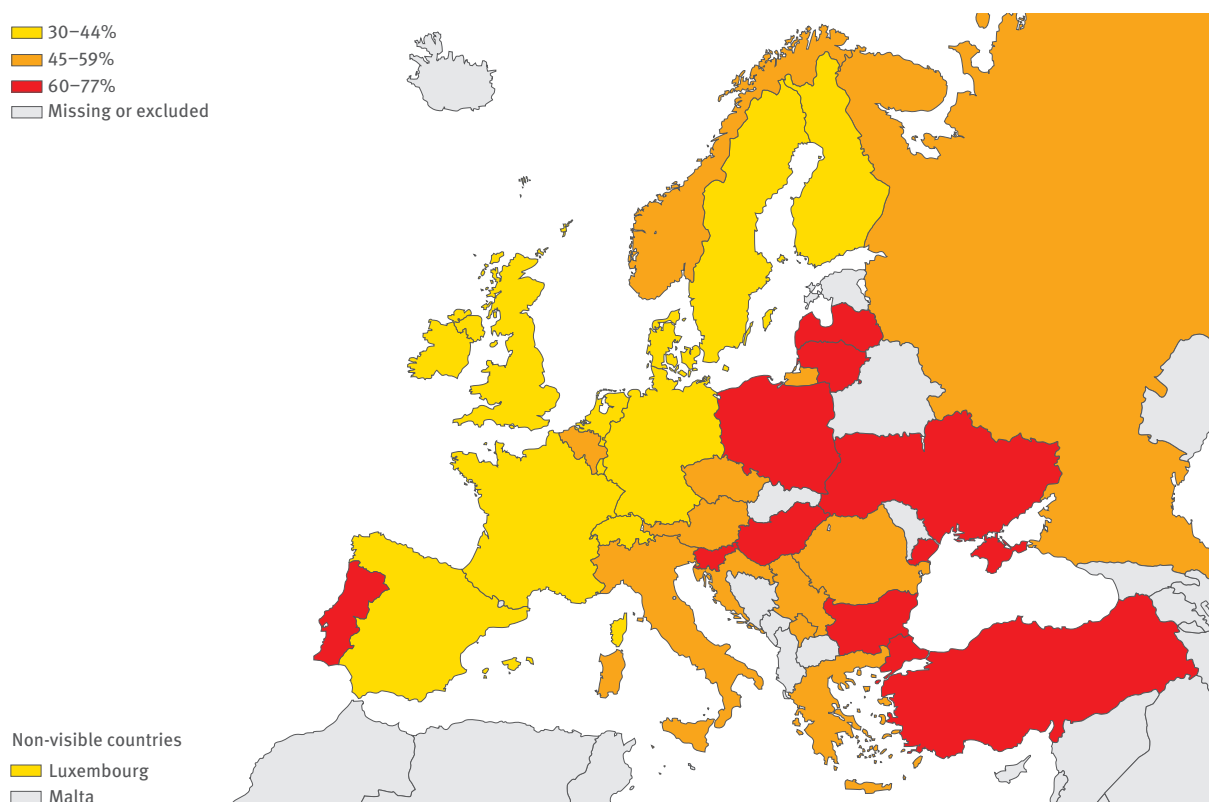 30–44%
45–59%
60–77%
Missing or excluded
Non-visible countries
Luxembourg
Malta